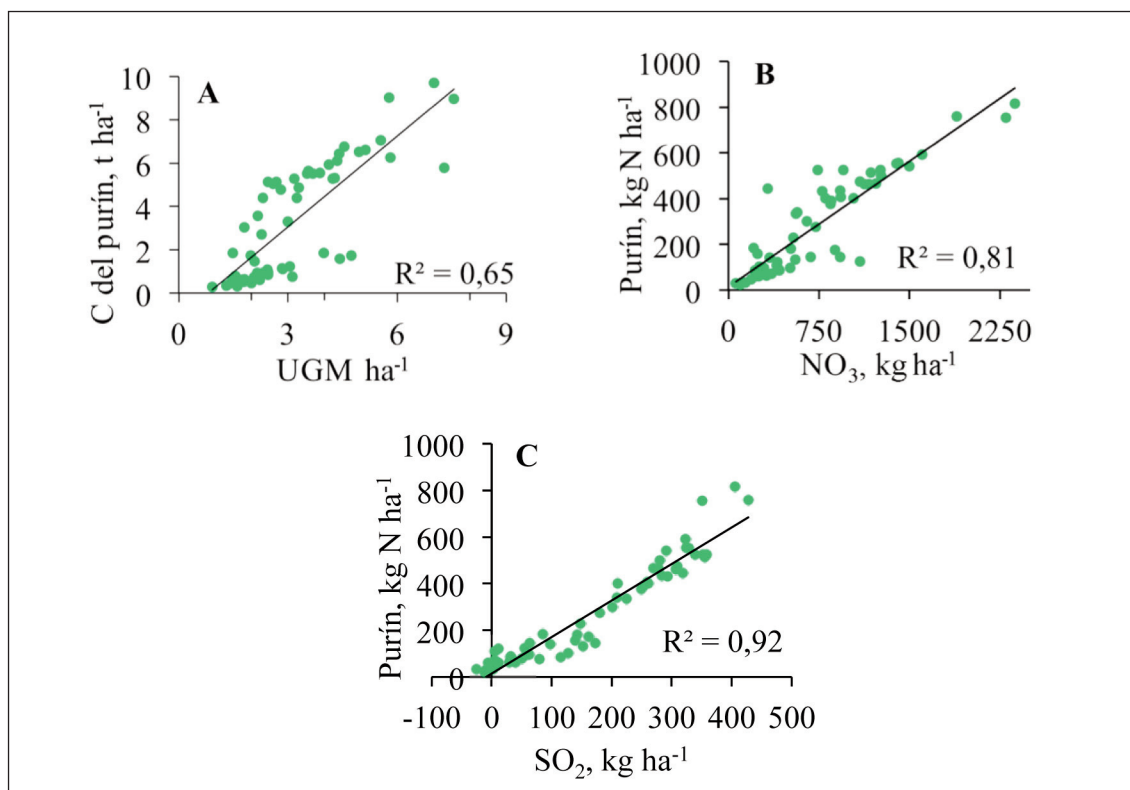 A
C del purín, t ha⁻¹
10
8
6
4
2
0
R² = 0,65
0 3 6 9
UGM ha⁻¹
B
Purín, kg N ha⁻¹
1000
800
600
400
200
0
R² = 0,81
0 750 1500 2250
NO₃, kg ha⁻¹
C
Purín, kg N ha⁻¹
1000
800
600
400
200
0
R² = 0,92
-100 0 100 200 300 400 500
SO₂, kg ha⁻¹